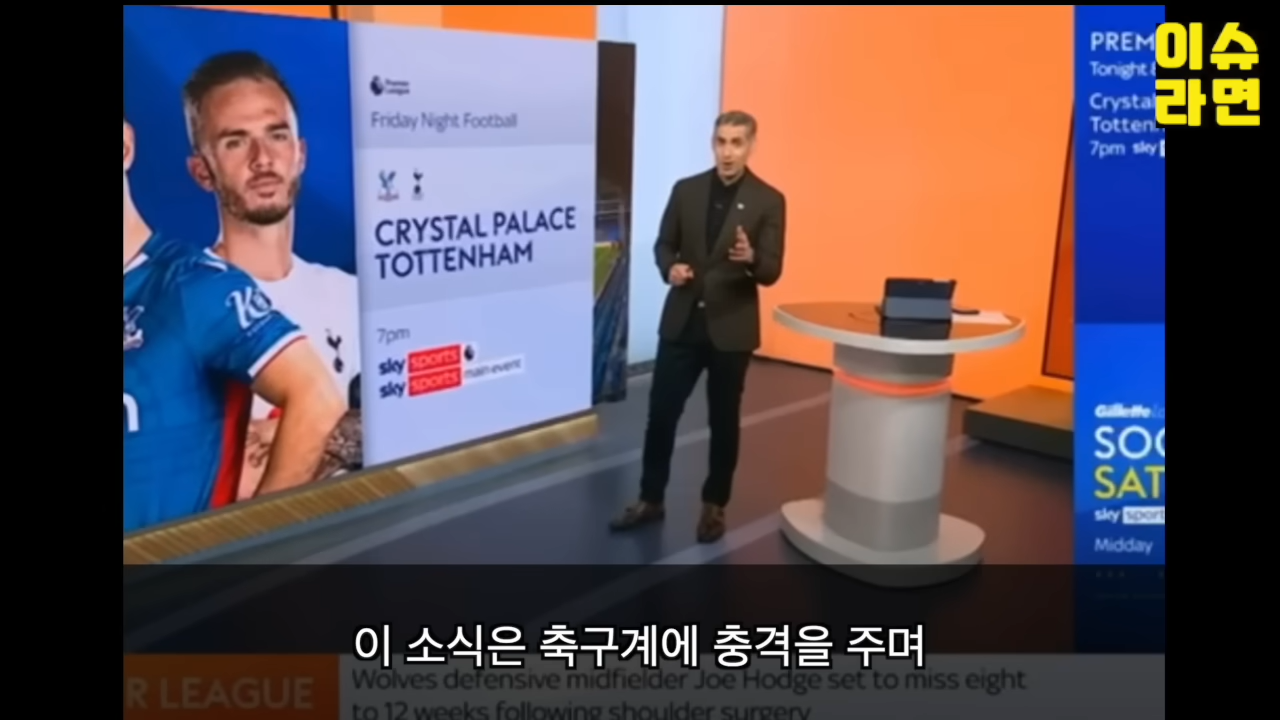 Premier
League
Friday Night Football
CRYSTAL PALACE
TOTTENHAM
7pm
sky sports
sky sports main event
PREM
Tonight 8
Crystal
Tottenh
7pm sky
이슈
라면
Gillette
SOC
SAT
sky sports
Midday
이 소식은 축구계에 충격을 주며
R LEAGUE
Wolves defensive midfielder Joe Hodge set to miss eight
to 12 weeks following shoulder surgery